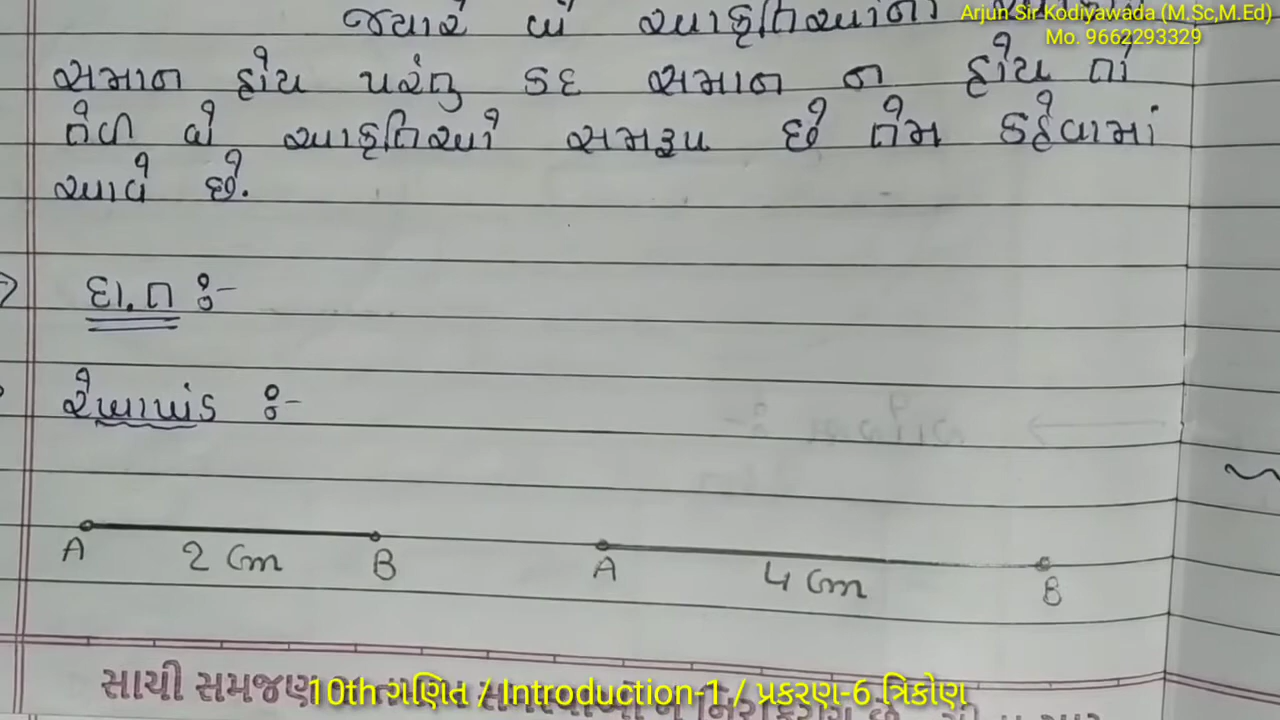 Arjun Sir Kodiyawada (M.Sc,M.Ed)
Mo. 9662293329
જ્યારે બે આકૃતિઓના
સમાન હોય પરંતુ કદ સમાન ન હોય તો
તેવી બે આકૃતિઓ સમરૂપ છે તેમ કહેવામાં
આવે છે.
દા.ત :-
રેખાખંડ :-
A 2 Cm B A 4 Cm B
સાચી સમજણ
10th ગણિત / Introduction-1 / પ્રકરણ-6 ત્રિકોણ